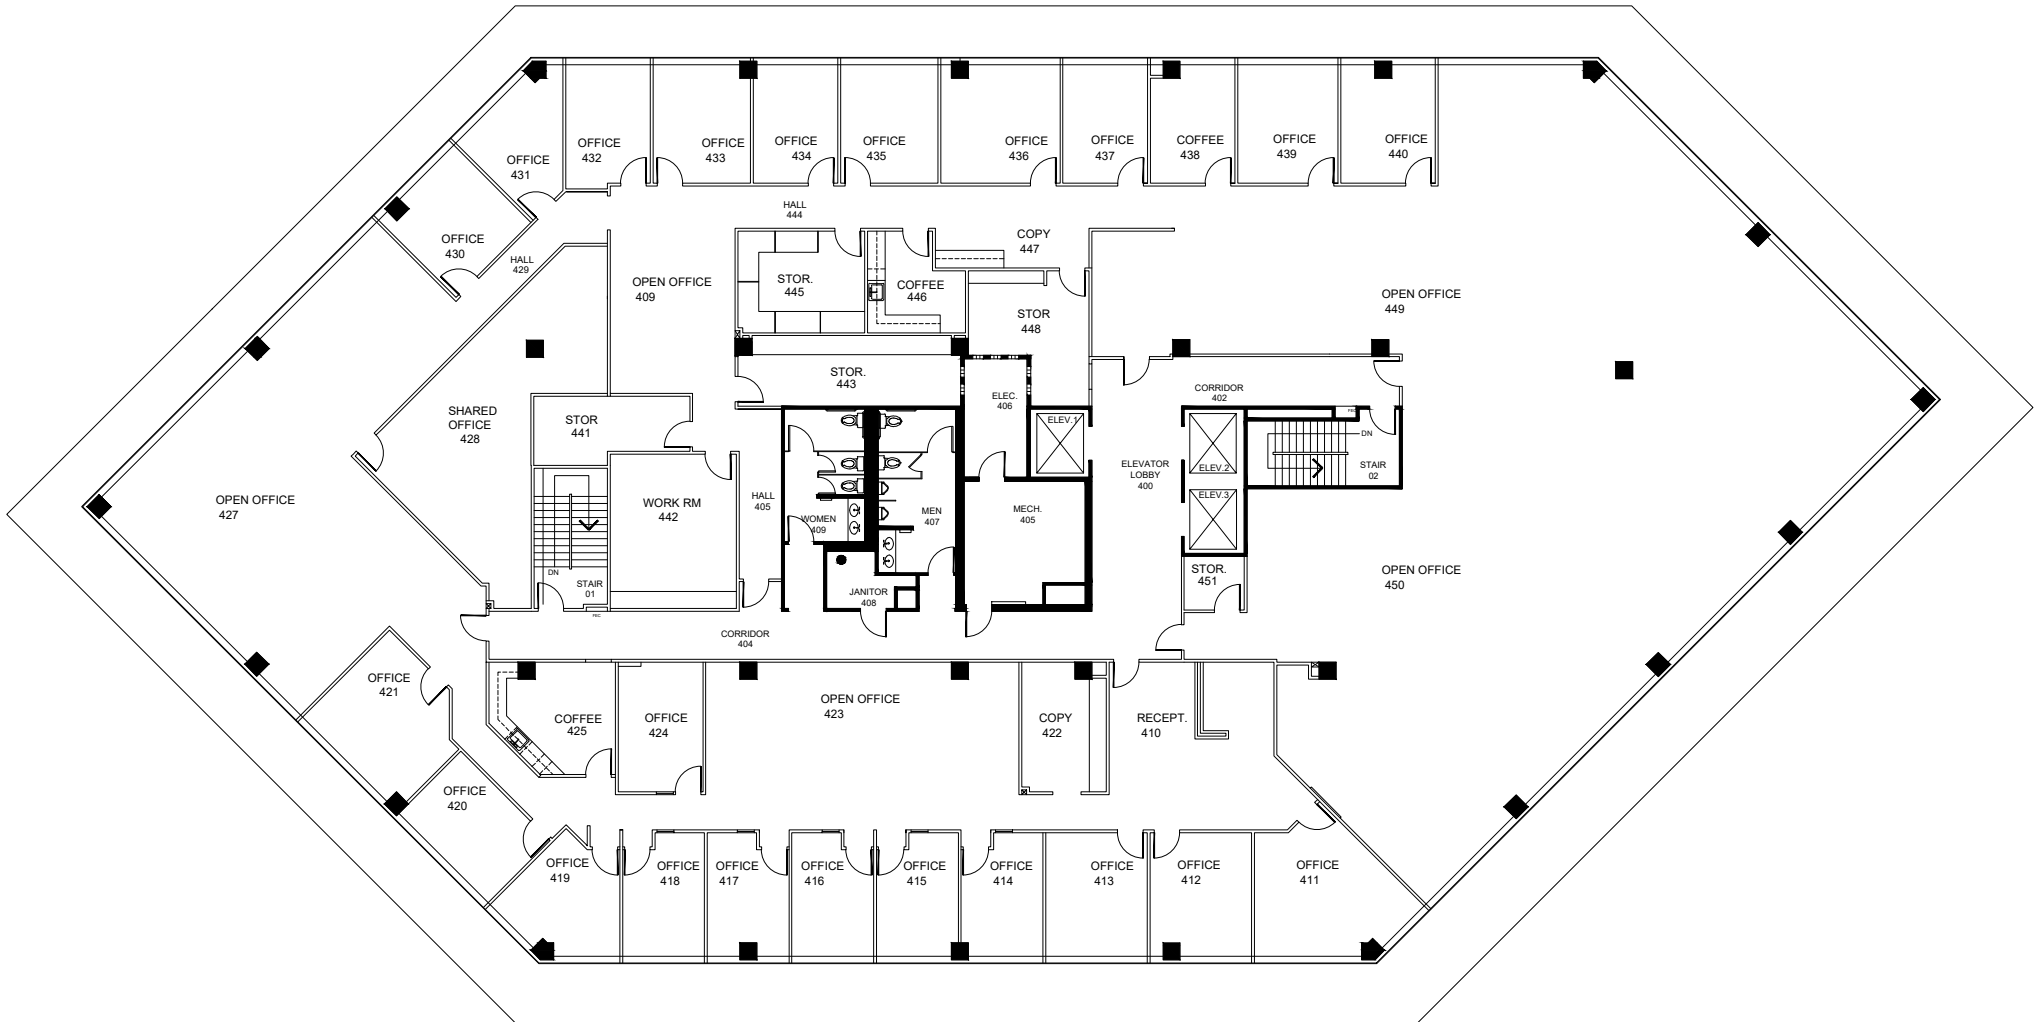 OFFICE
432
OFFICE
433
OFFICE
434
OFFICE
435
OFFICE
436
OFFICE
437
COFFEE
438
OFFICE
439
OFFICE
440
OFFICE
431
OFFICE
430
HALL
429
HALL
444
COPY
447
OPEN OFFICE
409
STOR.
445
COFFEE
446
STOR
448
OPEN OFFICE
449
STOR.
443
ELEC.
406
CORRIDOR
402
FEC
SHARED
OFFICE
428
STOR
441
ELEV.1
ELEV.2
ELEV.3
DN
STAIR
02
ELEVATOR
LOBBY
400
OPEN OFFICE
427
WORK RM
442
HALL
405
WOMEN
409
MEN
407
MECH.
405
DN
STAIR
01
FEC
JANITOR
408
STOR.
451
OPEN OFFICE
450
CORRIDOR
404
OFFICE
421
COFFEE
425
OFFICE
424
OPEN OFFICE
423
COPY
422
RECEPT.
410
OFFICE
420
OFFICE
419
OFFICE
418
OFFICE
417
OFFICE
416
OFFICE
415
OFFICE
414
OFFICE
413
OFFICE
412
OFFICE
411